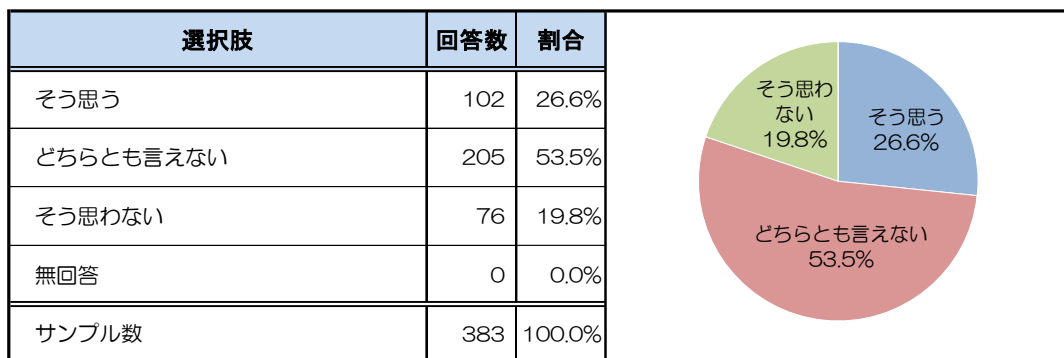 選択肢 回答数 割合
そう思う 102 26.6%
どちらとも言えない 205 53.5%
そう思わない 76 19.8%
無回答 0 0.0%
サンプル数 383 100.0%
そう思わ
ない
19.8%
そう思う
26.6%
どちらとも言えない
53.5%